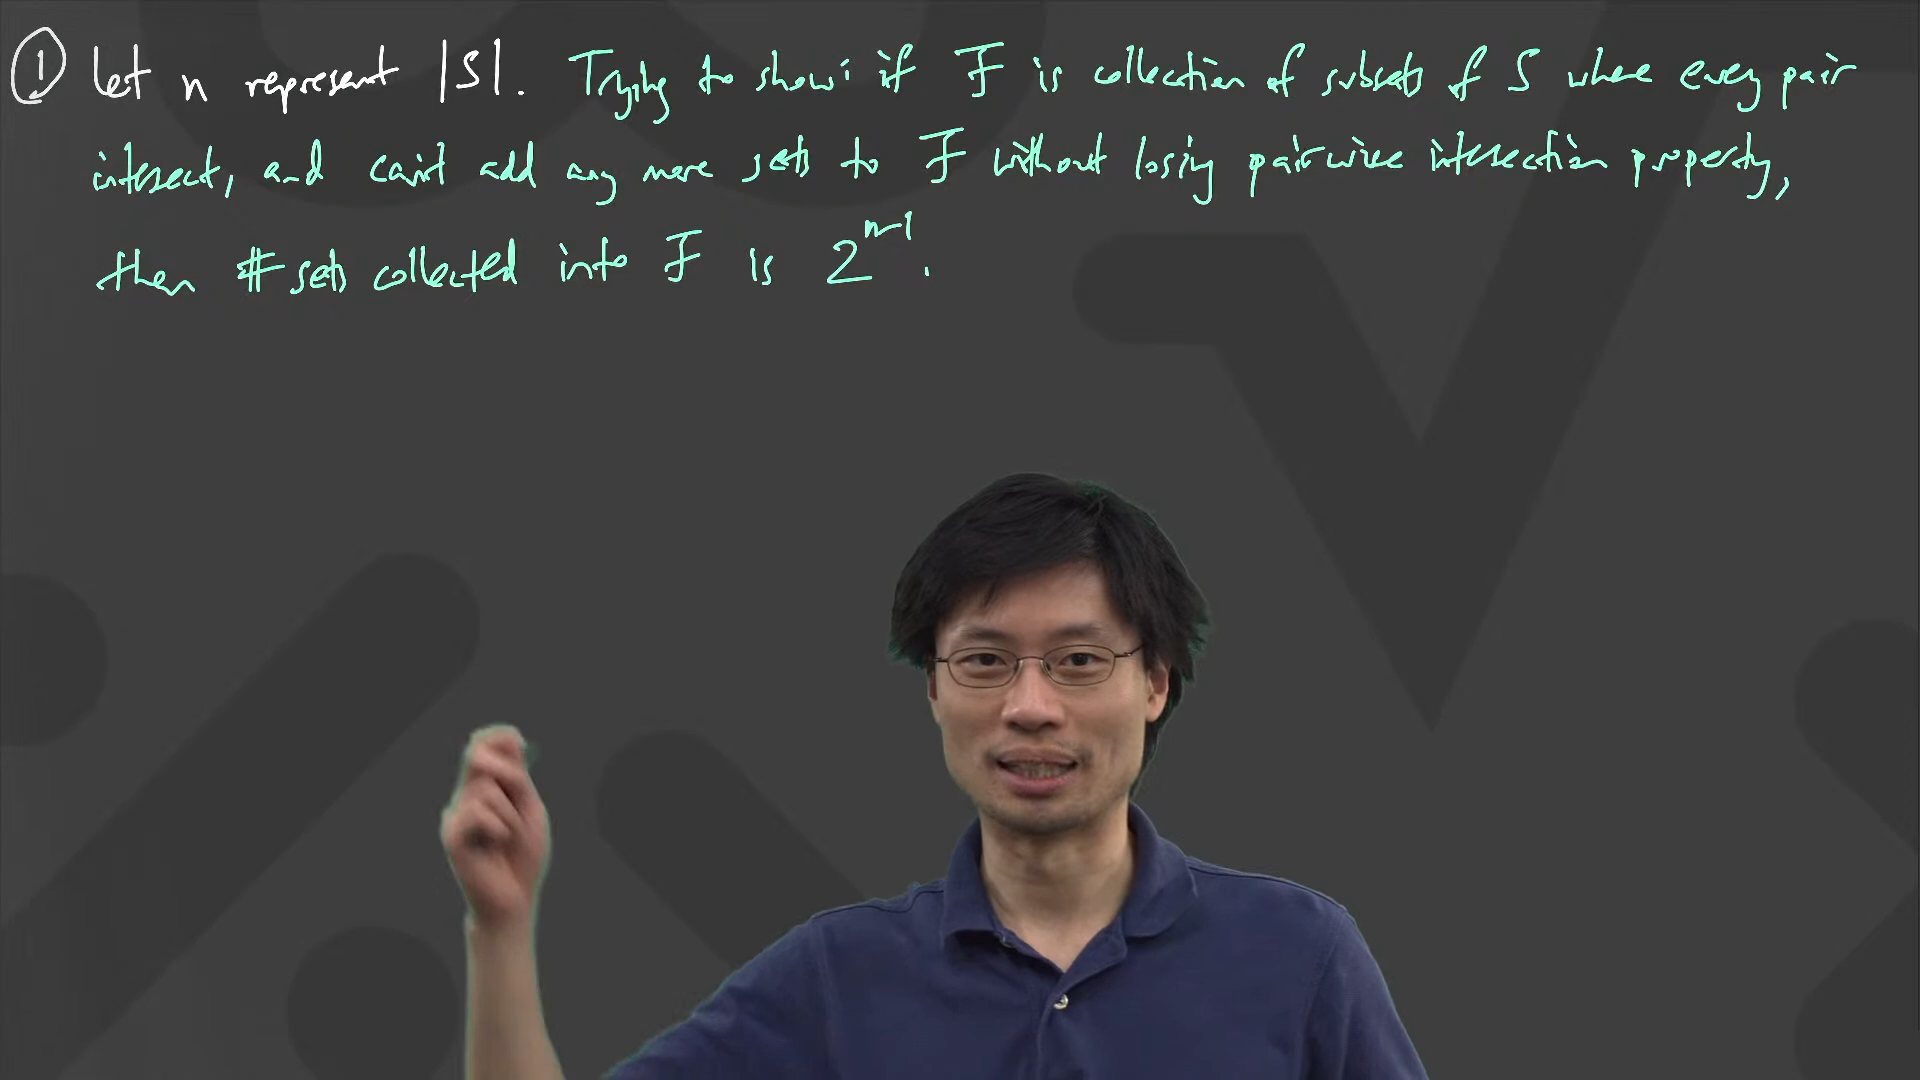 ① Let n represent |S|. Trying to show: if F is collection of subsets of S where every pair
intersect, and can't add any more sets to F without losing pairwise intersection property,
then # sets collected into F is 2^{n-1}.